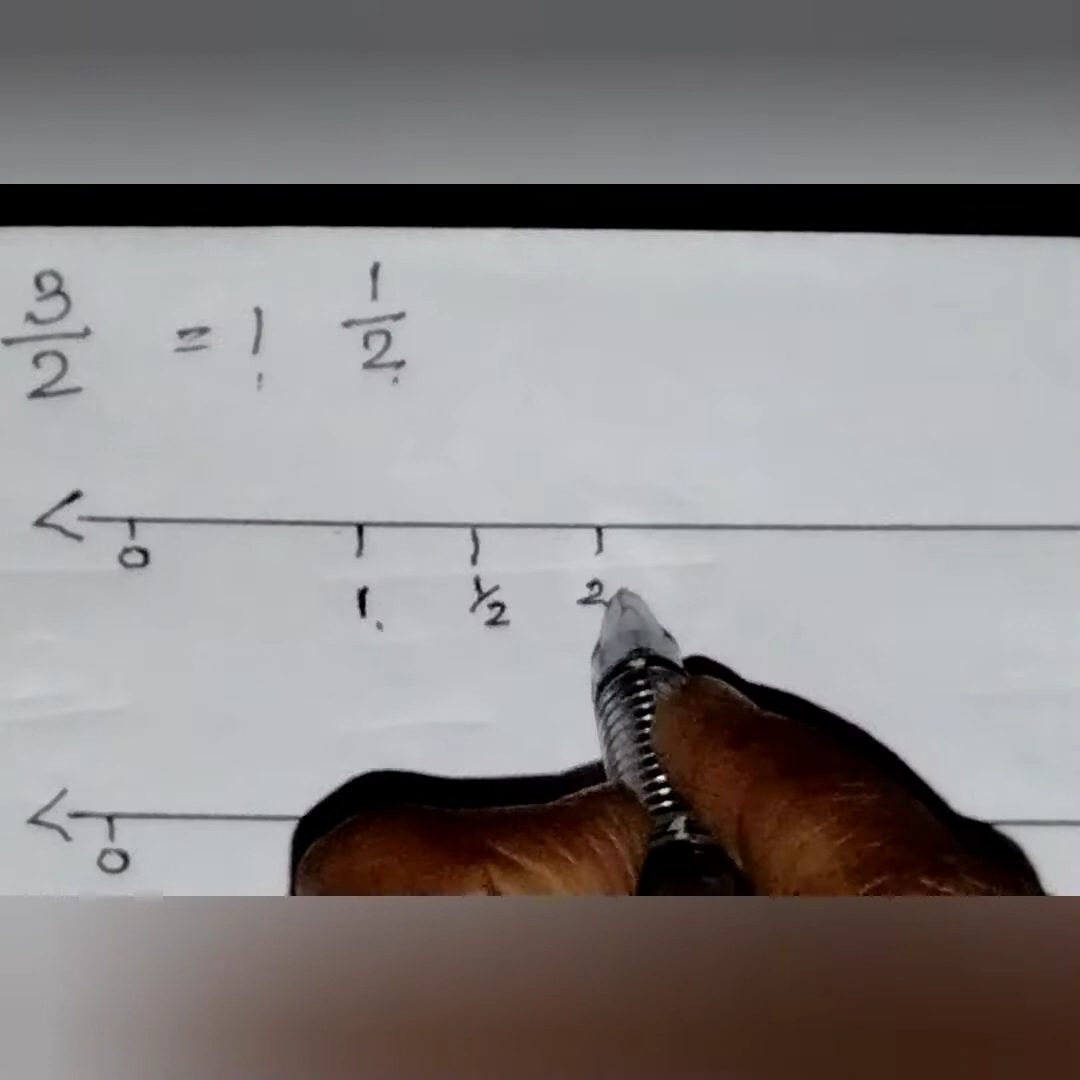 3/2 = 1 1/2
0 1. 1/2 2
0